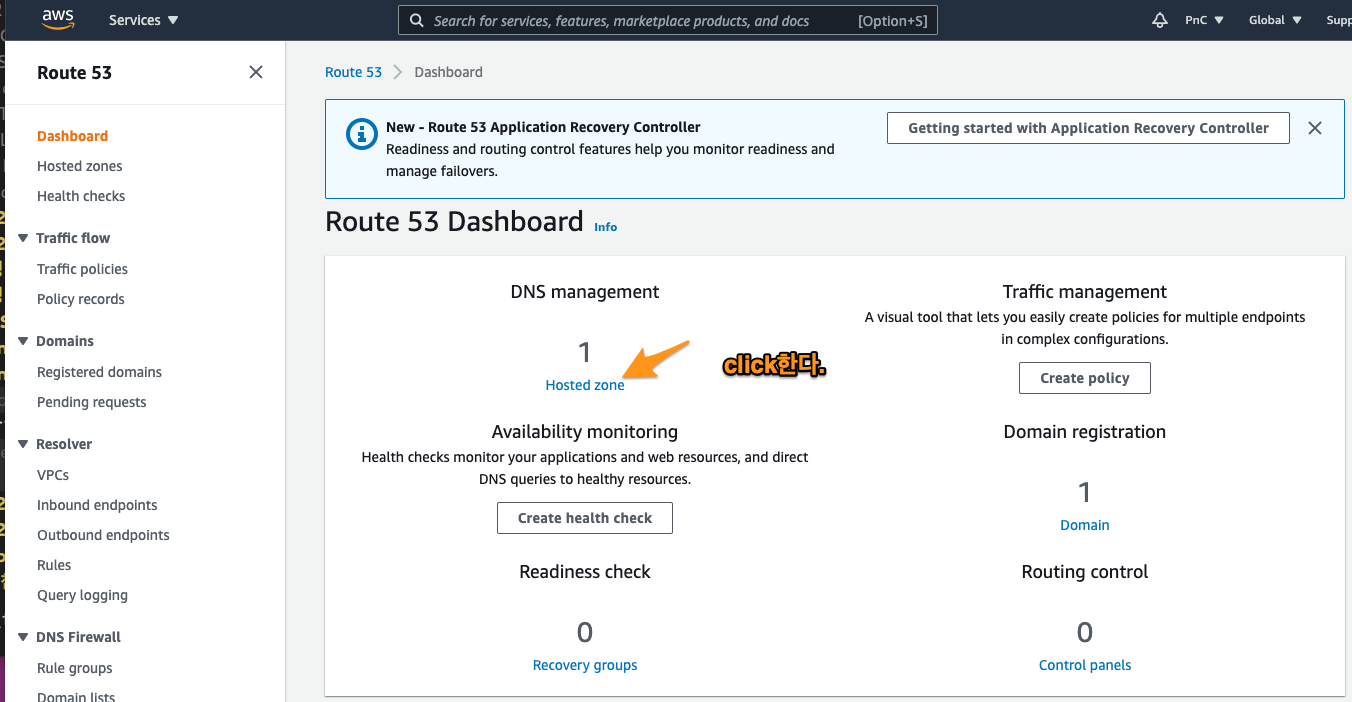 aws
Services ▼
Search for services, features, marketplace products, and docs
[Option+S]
PnC ▼
Global ▼
Supp
Route 53
Dashboard
Hosted zones
Health checks
Traffic flow
Traffic policies
Policy records
Domains
Registered domains
Pending requests
Resolver
VPCs
Inbound endpoints
Outbound endpoints
Rules
Query logging
DNS Firewall
Rule groups
Domain lists
Route 53 > Dashboard
New - Route 53 Application Recovery Controller
Readiness and routing control features help you monitor readiness and
manage failovers.
Getting started with Application Recovery Controller
Route 53 Dashboard Info
DNS management
1
Hosted zone
click한다.
Traffic management
A visual tool that lets you easily create policies for multiple endpoints
in complex configurations.
Create policy
Availability monitoring
Health checks monitor your applications and web resources, and direct
DNS queries to healthy resources.
Create health check
Domain registration
1
Domain
Readiness check
0
Recovery groups
Routing control
0
Control panels